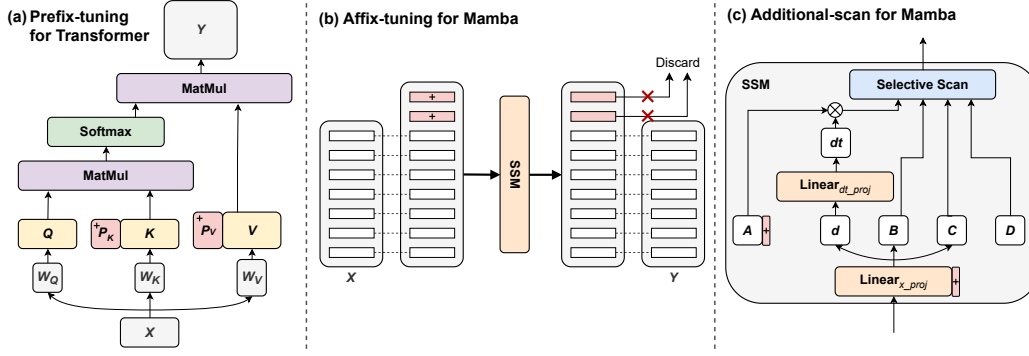 (a) Prefix-tuning
for Transformer
Y
MatMul
Softmax
MatMul
Q
+
P_K
K
+
P_V
V
W_Q
W_K
W_V
X
(b) Affix-tuning for Mamba
Discard
+
+
SSM
X
Y
(c) Additional-scan for Mamba
SSM
Selective Scan
dt
Linear_dt_proj
A
+
d
B
C
D
Linear_x_proj
+